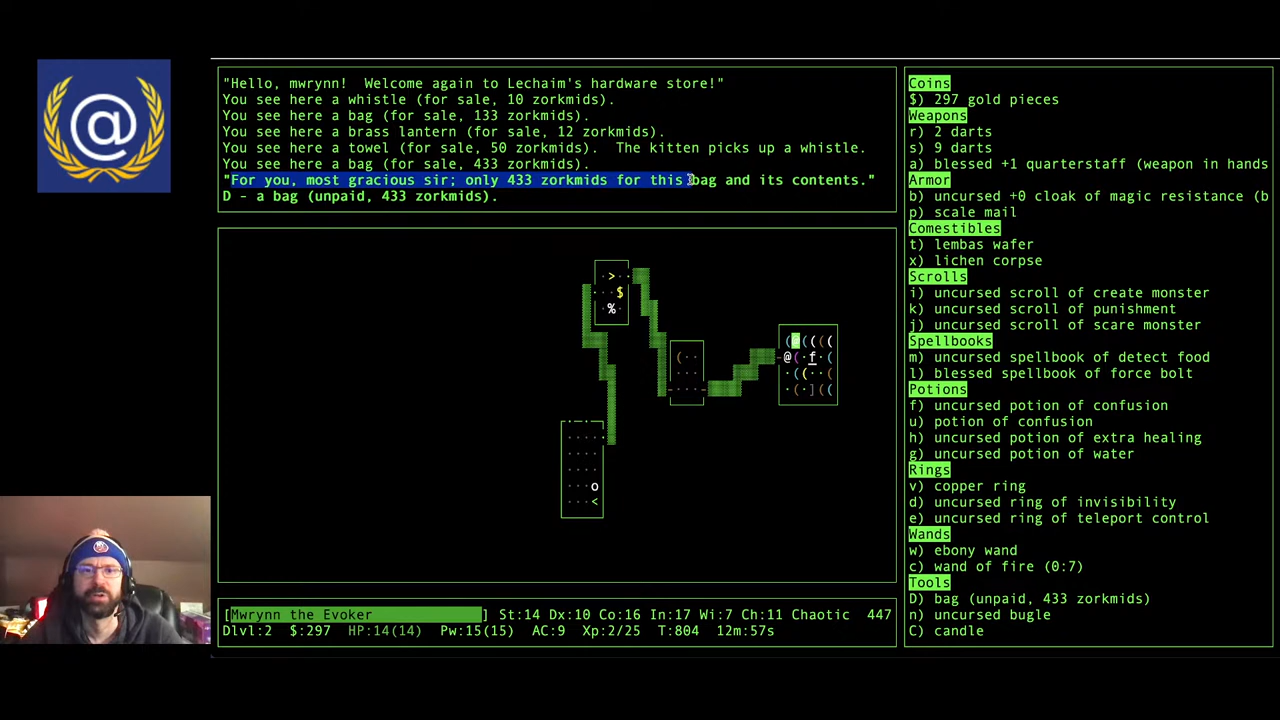 "Hello, mwrynn!  Welcome again to Lechaim's hardware store!"
You see here a whistle (for sale, 10 zorkmids).
You see here a bag (for sale, 133 zorkmids).
You see here a brass lantern (for sale, 12 zorkmids).
You see here a towel (for sale, 50 zorkmids).  The kitten picks up a whistle.
You see here a bag (for sale, 433 zorkmids).
"For you, most gracious sir; only 433 zorkmids for this bag and its contents."
D - a bag (unpaid, 433 zorkmids).
[Mwrynn the Evoker ] St:14 Dx:10 Co:16 In:17 Wi:7 Ch:11 Chaotic 447
Dlvl:2 $:297 HP:14(14) Pw:15(15) AC:9 Xp:2/25 T:804 12m:57s
Coins
$) 297 gold pieces
Weapons
r) 2 darts
s) 9 darts
a) blessed +1 quarterstaff (weapon in hands
Armor
b) uncursed +0 cloak of magic resistance (b
p) scale mail
Comestibles
t) lembas wafer
x) lichen corpse
Scrolls
i) uncursed scroll of create monster
k) uncursed scroll of punishment
j) uncursed scroll of scare monster
Spellbooks
m) uncursed spellbook of detect food
l) blessed spellbook of force bolt
Potions
f) uncursed potion of confusion
u) potion of confusion
h) uncursed potion of extra healing
g) uncursed potion of water
Rings
v) copper ring
d) uncursed ring of invisibility
e) uncursed ring of teleport control
Wands
w) ebony wand
c) wand of fire (0:7)
Tools
D) bag (unpaid, 433 zorkmids)
n) uncursed bugle
C) candle